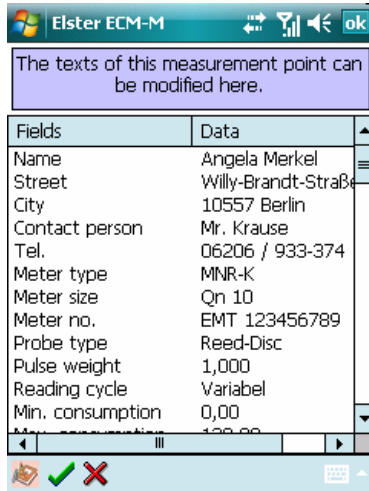 Elster ECM-M ok
The texts of this measurement point can
be modified here.
Fields Data
Name Angela Merkel
Street Willy-Brandt-Straße
City 10557 Berlin
Contact person Mr. Krause
Tel. 06206 / 933-374
Meter type MNR-K
Meter size Qn 10
Meter no. EMT 123456789
Probe type Reed-Disc
Pulse weight 1,000
Reading cycle Variabel
Min. consumption 0,00